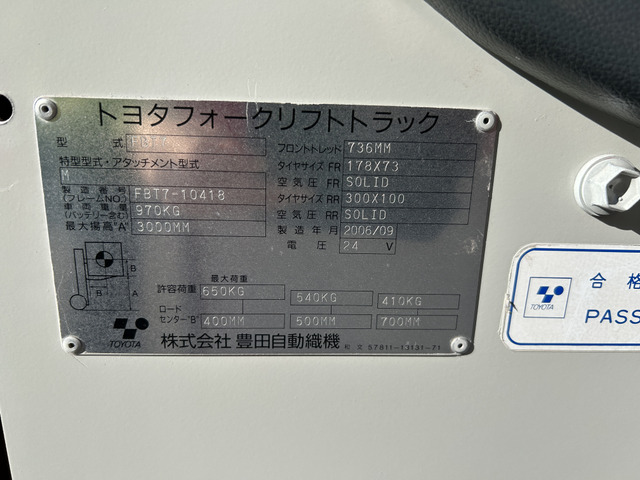 トヨタフォークリフトトラック
型 式
特型型式・アタッチメント型式
M
製造番号 (フレームNO.) FBT7-10418
車両重量 (バッテリー含む) 970KG
最大揚高"A" 3000MM
フロントトレッド 736MM
タイヤサイズ FR 178X73
空気圧 FR SOLID
タイヤサイズ RR 300X100
空気圧 RR SOLID
製造年月 2006/09
電圧 24 V
B
B A
最大荷重
許容荷重 650KG 540KG 410KG
ロードセンター"B" 400MM 500MM 700MM
TOYOTA 株式会社 豊田自動織機 57811-13131-71
合格
TOYOTA PASS